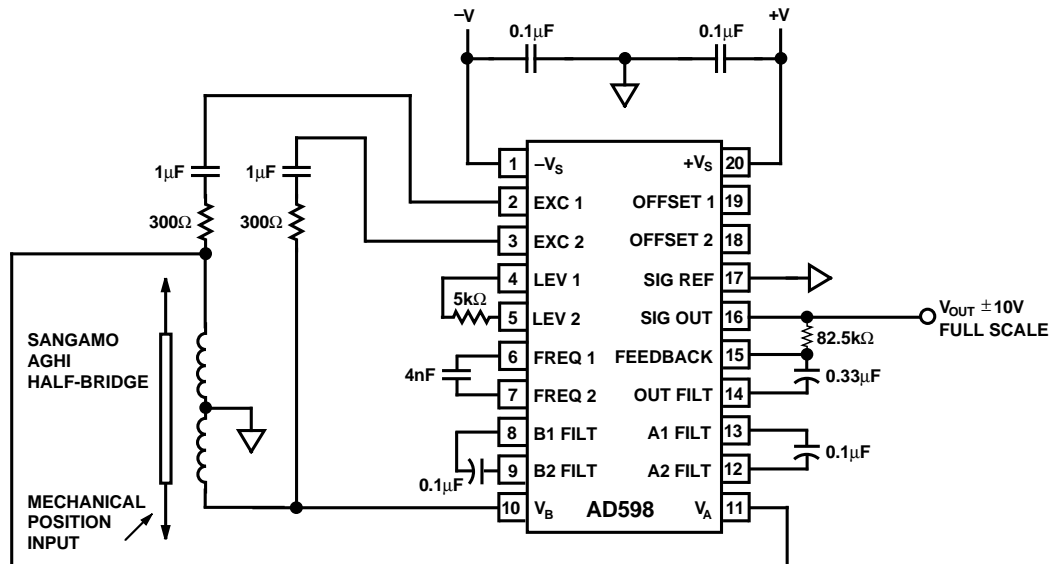 –V
+V
0.1μF
0.1μF
1μF
1μF
300Ω
300Ω
1
–VS
+VS
20
2
EXC 1
OFFSET 1
19
3
EXC 2
OFFSET 2
18
4
LEV 1
SIG REF
17
5kΩ
5
LEV 2
SIG OUT
16
VOUT ±10V
FULL SCALE
82.5kΩ
6
FREQ 1
FEEDBACK
15
4nF
0.33μF
7
FREQ 2
OUT FILT
14
8
B1 FILT
A1 FILT
13
0.1μF
0.1μF
9
B2 FILT
A2 FILT
12
10
VB
AD598
VA
11
SANGAMO
AGHI
HALF-BRIDGE
MECHANICAL
POSITION
INPUT